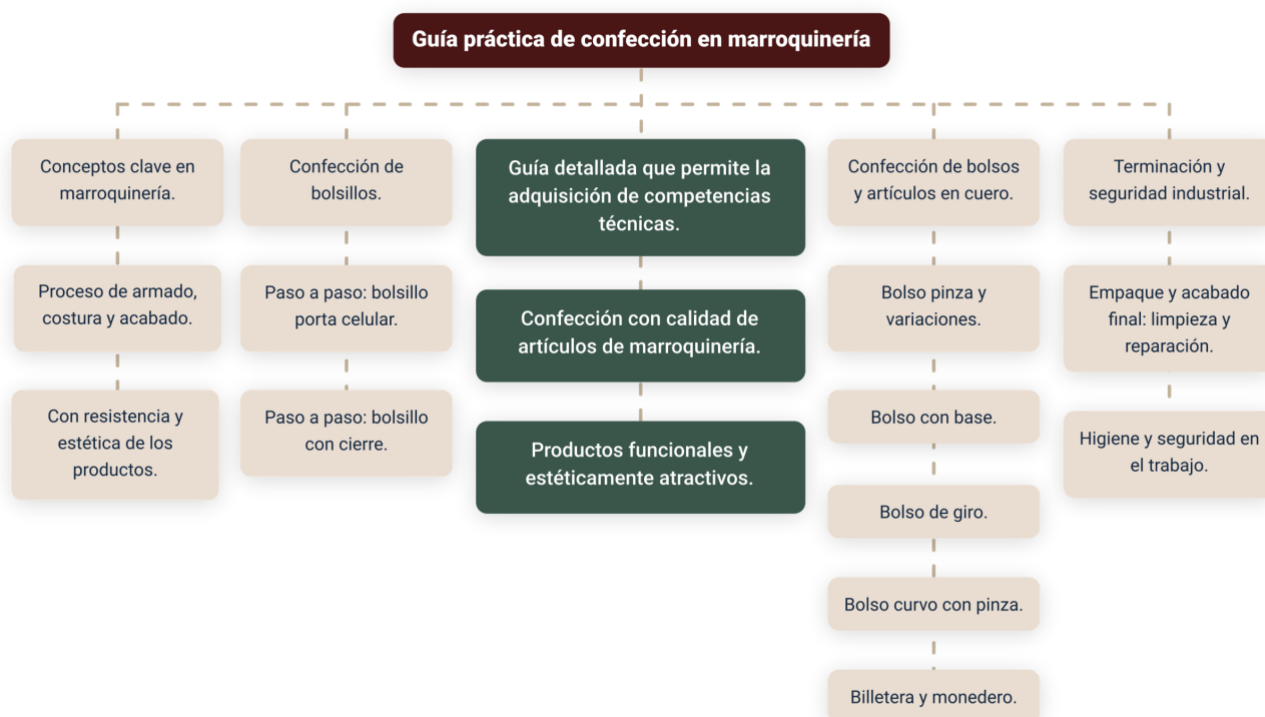 Guía práctica de confección en marroquinería
Conceptos clave en
marroquinería.
Proceso de armado,
costura y acabado.
Con resistencia y
estética de los
productos.
Confección de
bolsillos.
Paso a paso: bolsillo
porta celular.
Paso a paso: bolsillo
con cierre.
Guía detallada que permite la
adquisición de competencias
técnicas.
Confección con calidad de
artículos de marroquinería.
Productos funcionales y
estéticamente atractivos.
Confección de bolsos
y artículos en cuero.
Bolso pinza y
variaciones.
Bolso con base.
Bolso de giro.
Bolso curvo con pinza.
Billetera y monedero.
Terminación y
seguridad industrial.
Empaque y acabado
final: limpieza y
reparación.
Higiene y seguridad en
el trabajo.